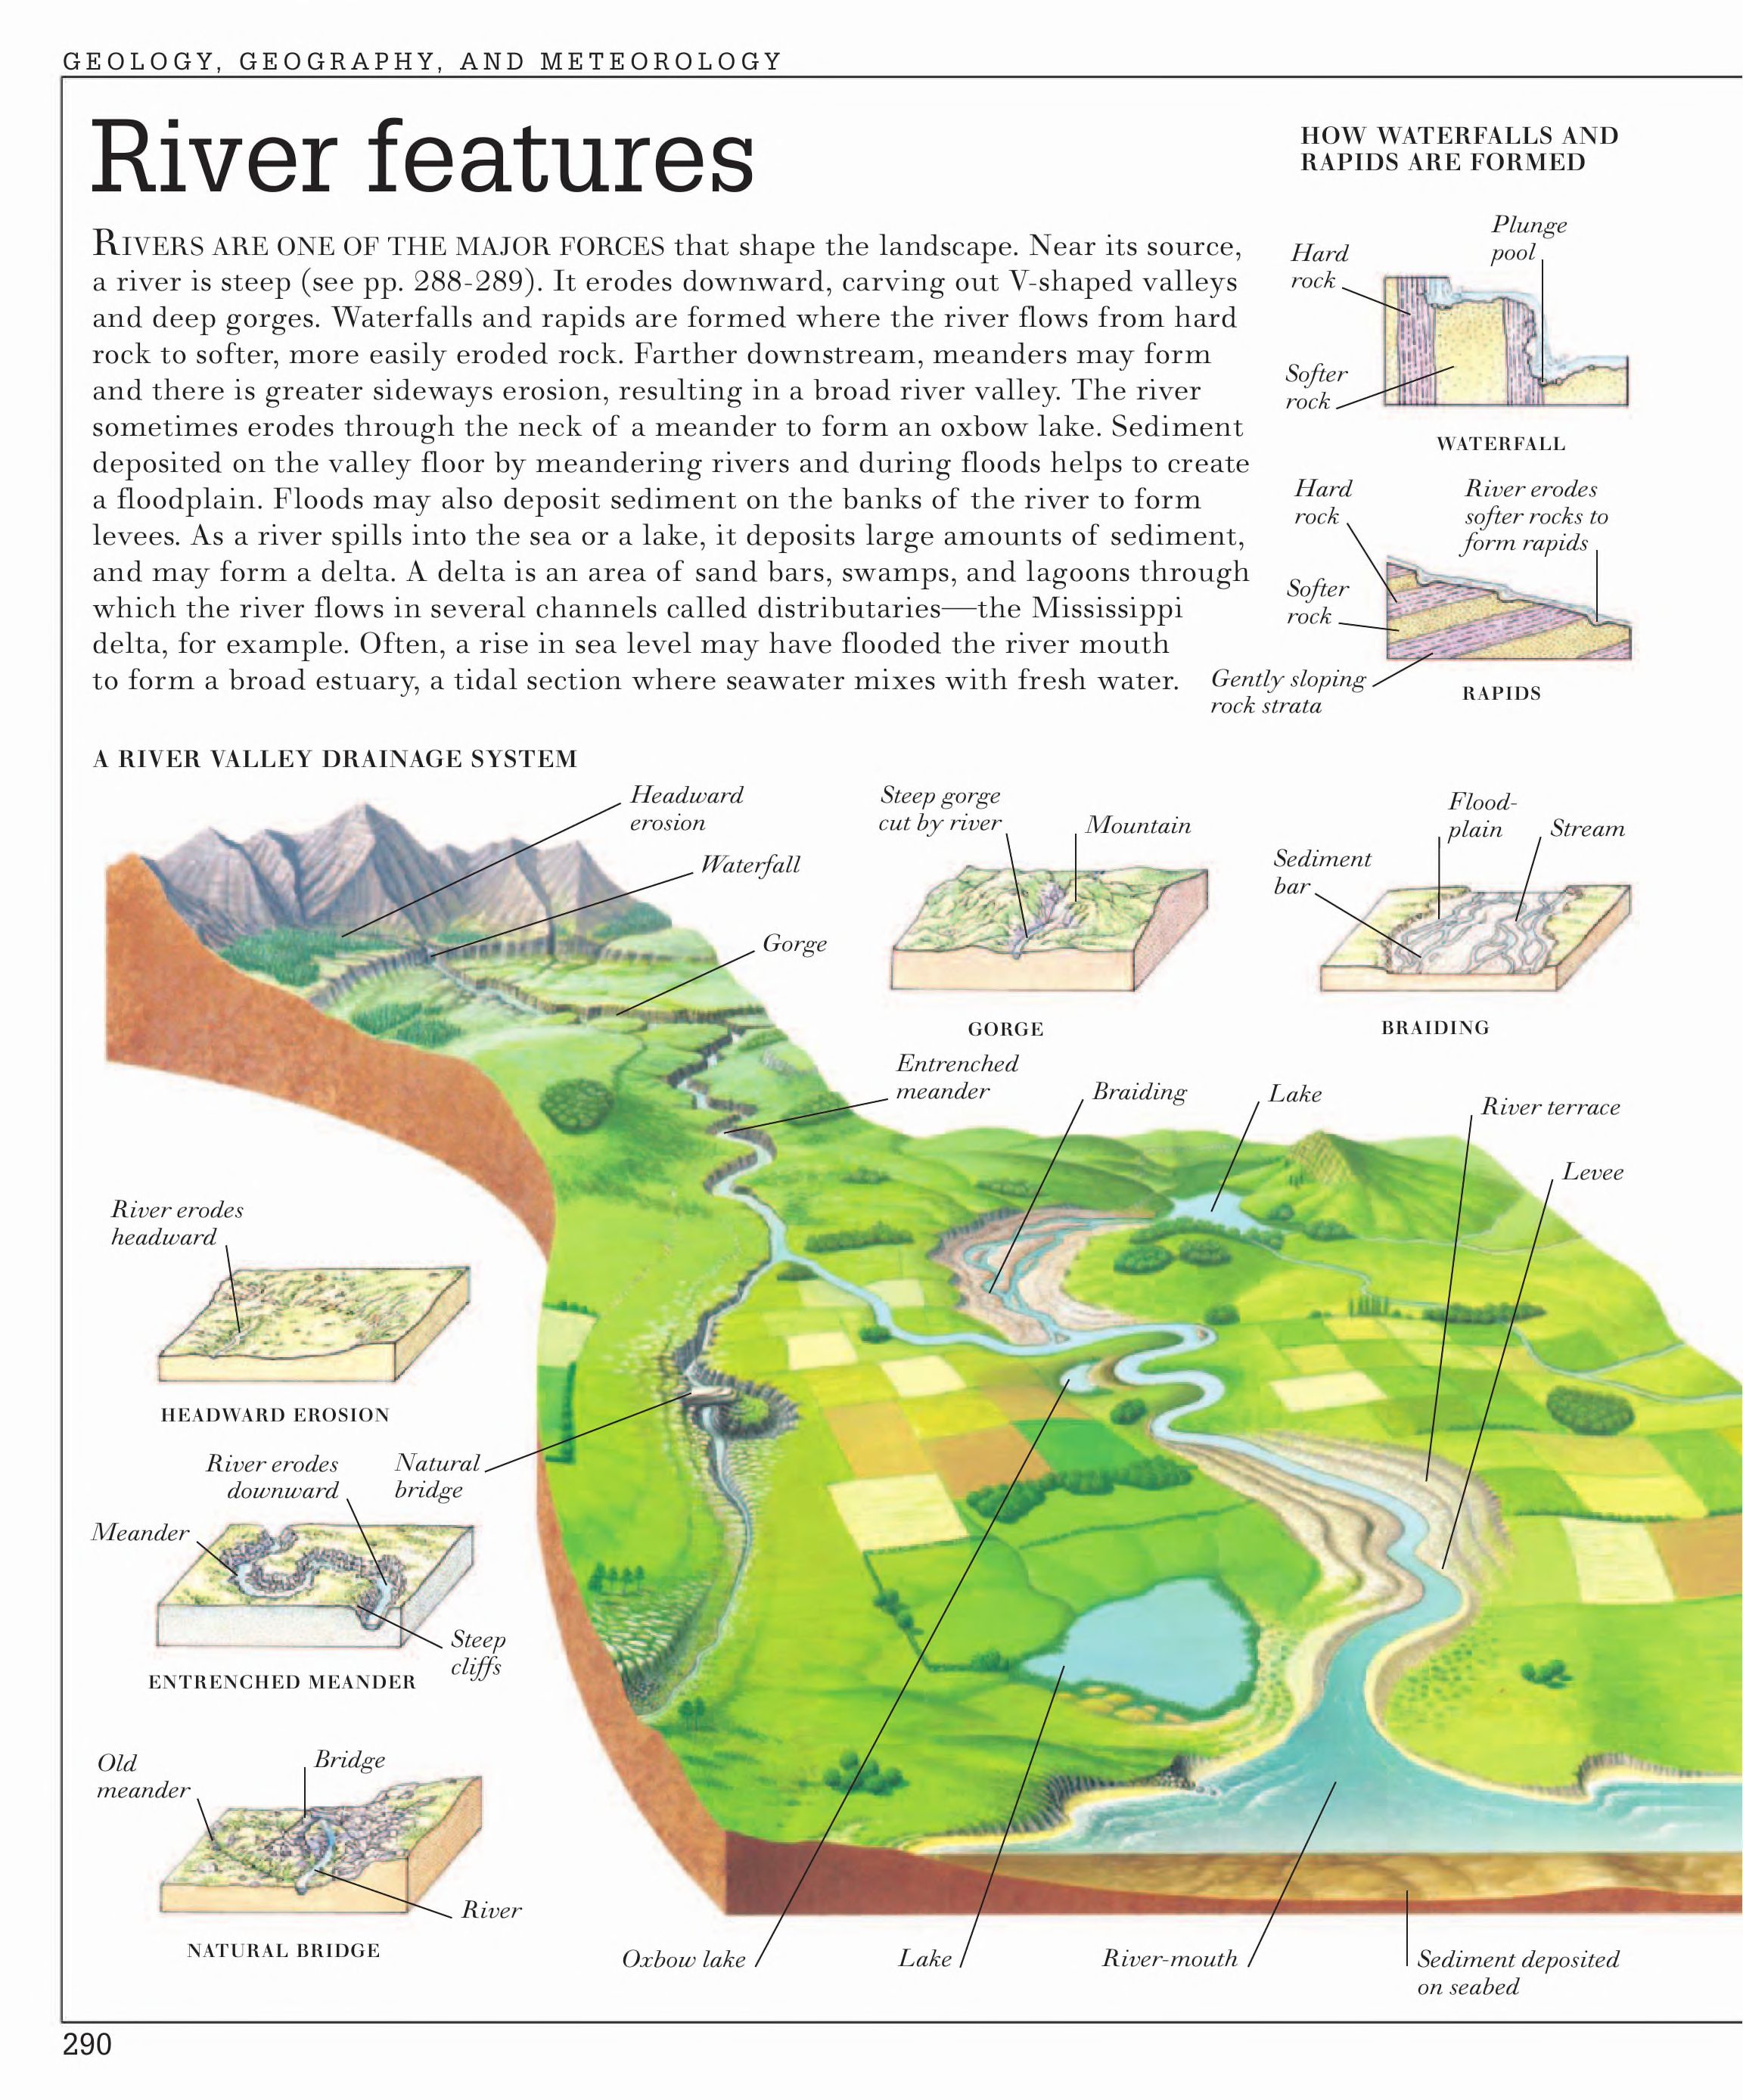 GEOLOGY, GEOGRAPHY, AND METEOROLOGY
River features
RIVERS ARE ONE OF THE MAJOR FORCES that shape the landscape. Near its source,
a river is steep (see pp. 288-289). It erodes downward, carving out V-shaped valleys
and deep gorges. Waterfalls and rapids are formed where the river flows from hard
rock to softer, more easily eroded rock. Farther downstream, meanders may form
and there is greater sideways erosion, resulting in a broad river valley. The river
sometimes erodes through the neck of a meander to form an oxbow lake. Sediment
deposited on the valley floor by meandering rivers and during floods helps to create
a floodplain. Floods may also deposit sediment on the banks of the river to form
levees. As a river spills into the sea or a lake, it deposits large amounts of sediment,
and may form a delta. A delta is an area of sand bars, swamps, and lagoons through
which the river flows in several channels called distributaries—the Mississippi
delta, for example. Often, a rise in sea level may have flooded the river mouth
to form a broad estuary, a tidal section where seawater mixes with fresh water.
HOW WATERFALLS AND
RAPIDS ARE FORMED
Plunge
pool
Hard
rock
Softer
rock
WATERFALL
Hard
rock
River erodes
softer rocks to
form rapids
Softer
rock
Gently sloping
rock strata
RAPIDS
A RIVER VALLEY DRAINAGE SYSTEM
Headward
erosion
Waterfall
Gorge
Steep gorge
cut by river
Mountain
GORGE
Flood-
plain
Stream
Sediment
bar
BRAIDING
Entrenched
meander
Braiding
Lake
River terrace
Levee
River erodes
headward
HEADWARD EROSION
River erodes
downward
Natural
bridge
Meander
Steep
cliffs
ENTRENCHED MEANDER
Old
meander
Bridge
River
NATURAL BRIDGE
Oxbow lake
Lake
River-mouth
Sediment deposited
on seabed
290